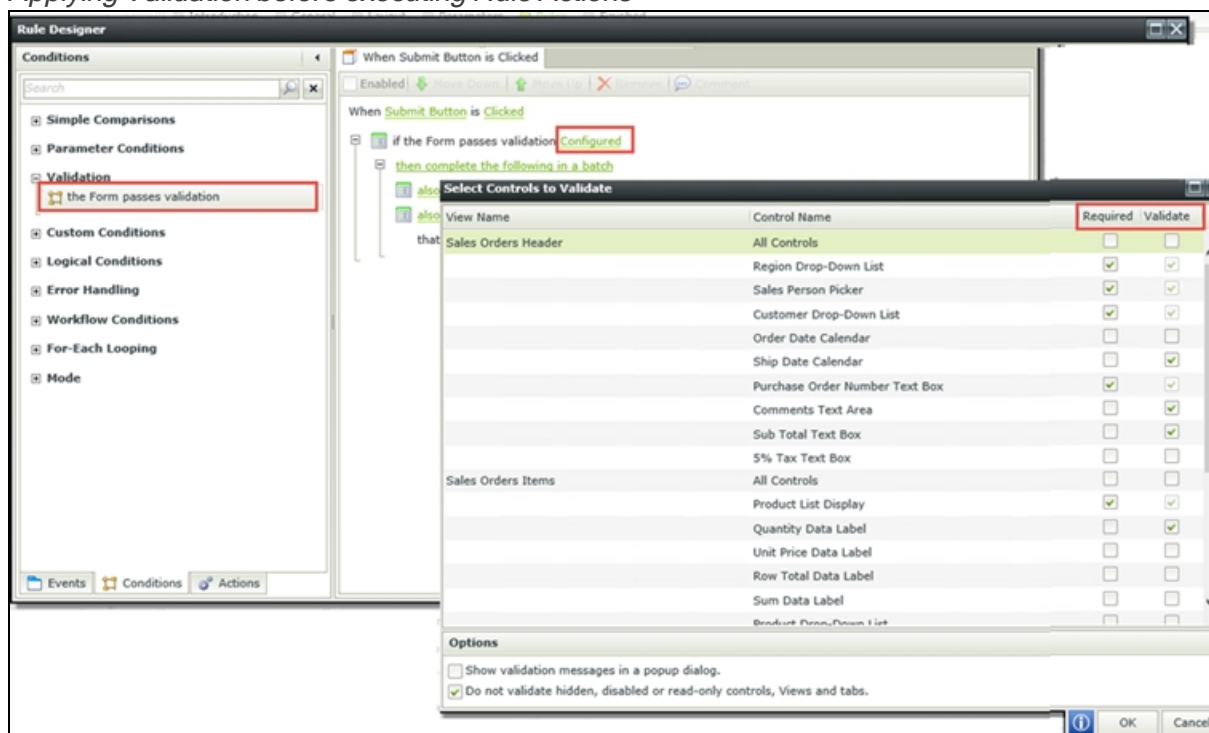 Applying Validation before executing Rule Actions
Rule Designer
Conditions
Search
Simple Comparisons
Parameter Conditions
Validation
the Form passes validation
Custom Conditions
Logical Conditions
Error Handling
Workflow Conditions
For-Each Looping
Mode
Events Conditions Actions
When Submit Button is Clicked
Enabled Move Down Move Up Remove Comment
When Submit Button is Clicked
if the Form passes validation Configured
then complete the following in a batch
also
also
that
Select Controls to Validate
View Name Control Name Required Validate
Sales Orders Header All Controls
Region Drop-Down List
Sales Person Picker
Customer Drop-Down List
Order Date Calendar
Ship Date Calendar
Purchase Order Number Text Box
Comments Text Area
Sub Total Text Box
5% Tax Text Box
Sales Orders Items All Controls
Product List Display
Quantity Data Label
Unit Price Data Label
Row Total Data Label
Sum Data Label
Product Drop-Down List
Options
Show validation messages in a popup dialog.
Do not validate hidden, disabled or read-only controls, Views and tabs.
OK Cancel